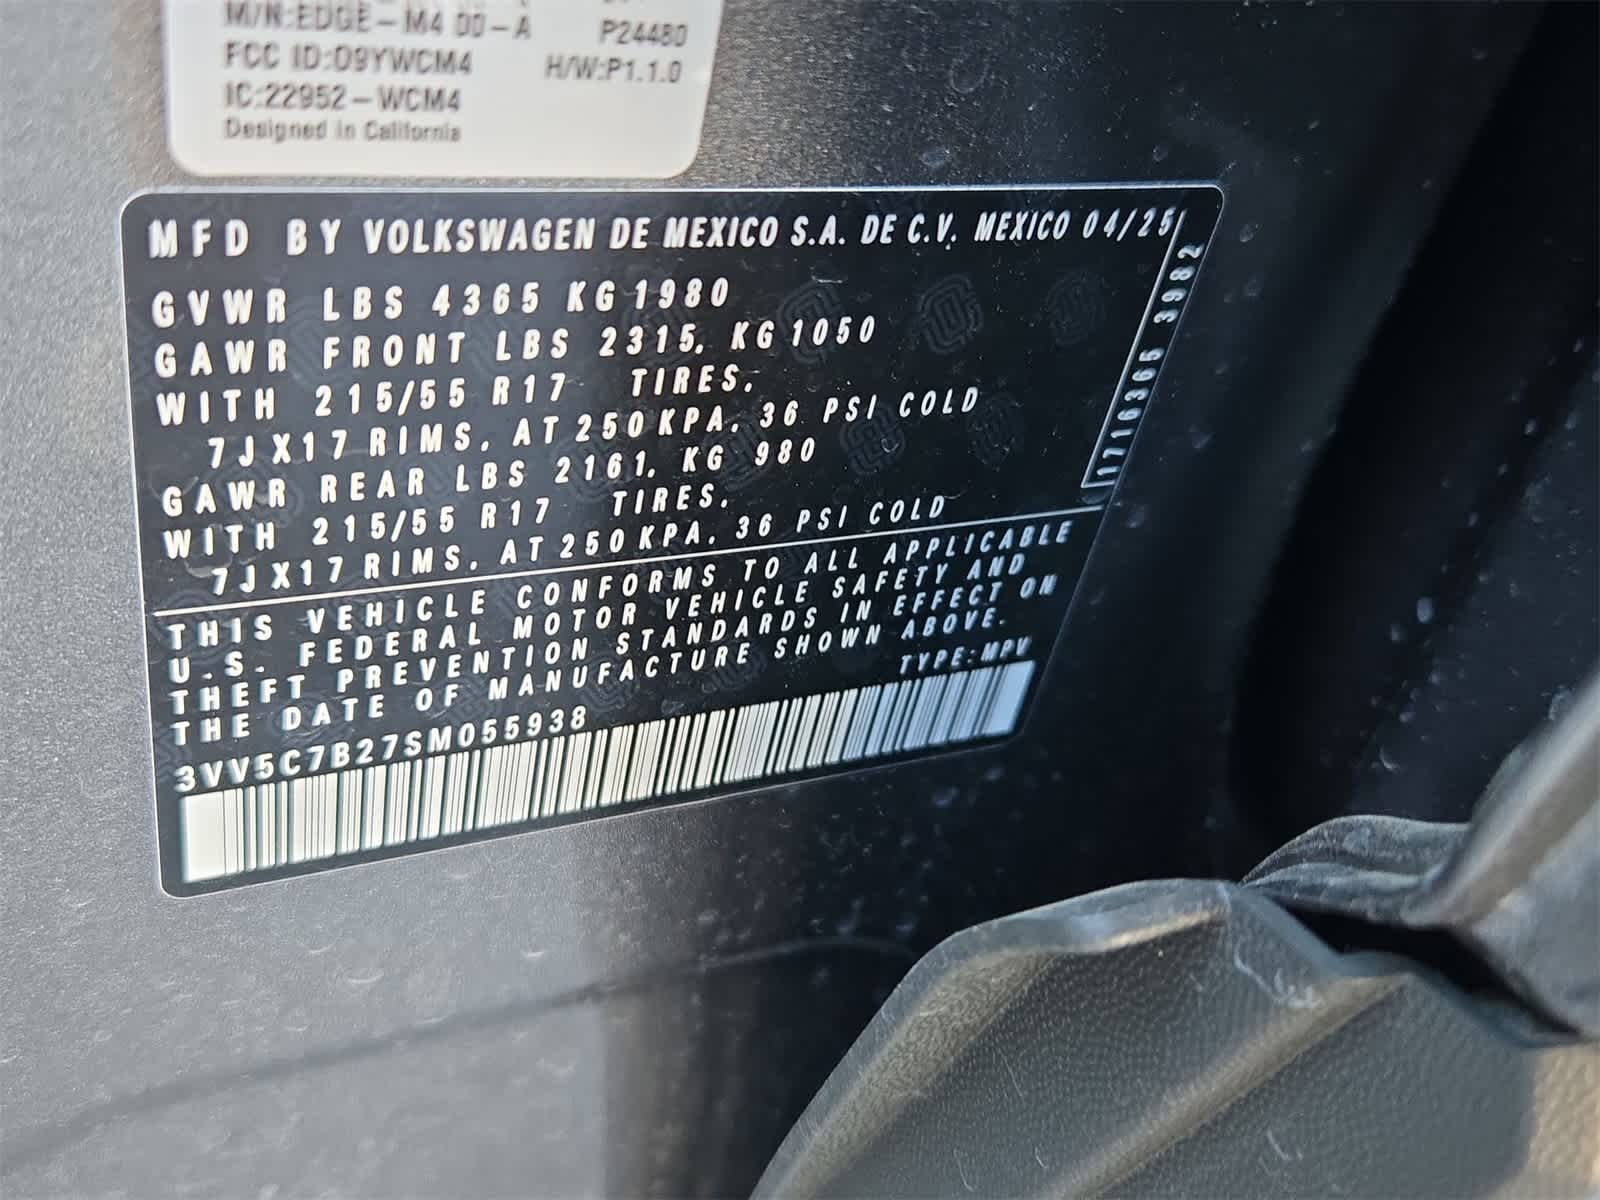 M/N:EDGE-M4 00-A P24480
FCC ID:O9YWCM4 H/W:P1.1.0
IC:22952-WCM4
Designed in California
MFD BY VOLKSWAGEN DE MEXICO S.A. DE C.V. MEXICO 04/25
GVWR LBS 4365 KG 1980
GAWR FRONT LBS 2315, KG 1050
WITH 215/55 R17 TIRES,
7JX17 RIMS, AT 250 KPA, 36 PSI COLD
GAWR REAR LBS 2161, KG 980
WITH 215/55 R17 TIRES,
7JX17 RIMS, AT 250 KPA, 36 PSI COLD
1716365 3982
THIS VEHICLE CONFORMS TO ALL APPLICABLE
U.S. FEDERAL MOTOR VEHICLE SAFETY AND
THEFT PREVENTION STANDARDS IN EFFECT ON
THE DATE OF MANUFACTURE SHOWN ABOVE.
TYPE: MPV
3VV5C7B27SM055938